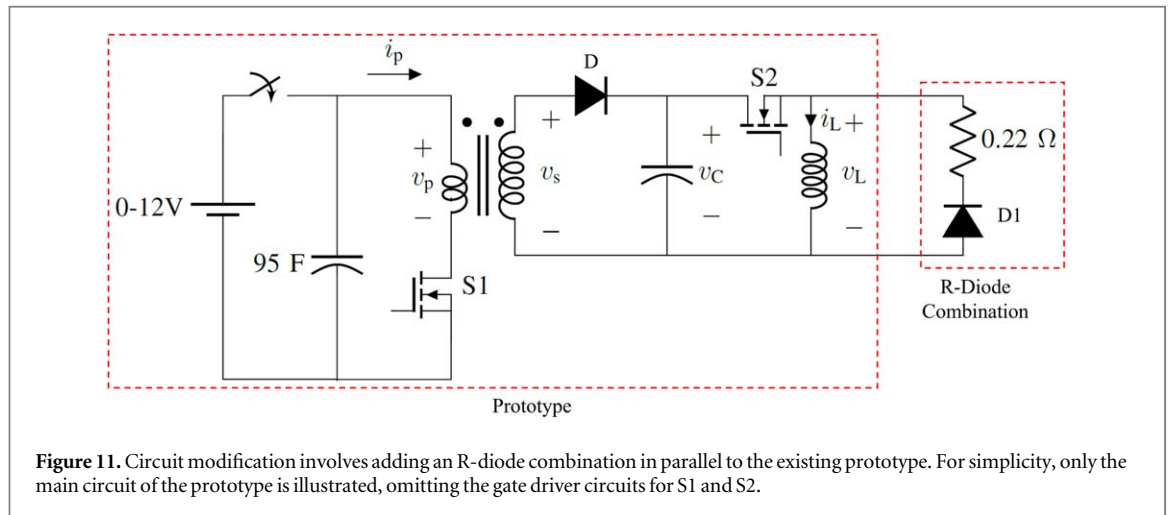 i_p
D
S2
+
+
+
i_L +
0.22 Ω
0-12V
v_p
v_s
v_C
v_L
D1
−
−
−
−
95 F
S1
R-Diode
Combination
Prototype
Figure 11. Circuit modification involves adding an R-diode combination in parallel to the existing prototype. For simplicity, only the
main circuit of the prototype is illustrated, omitting the gate driver circuits for S1 and S2.